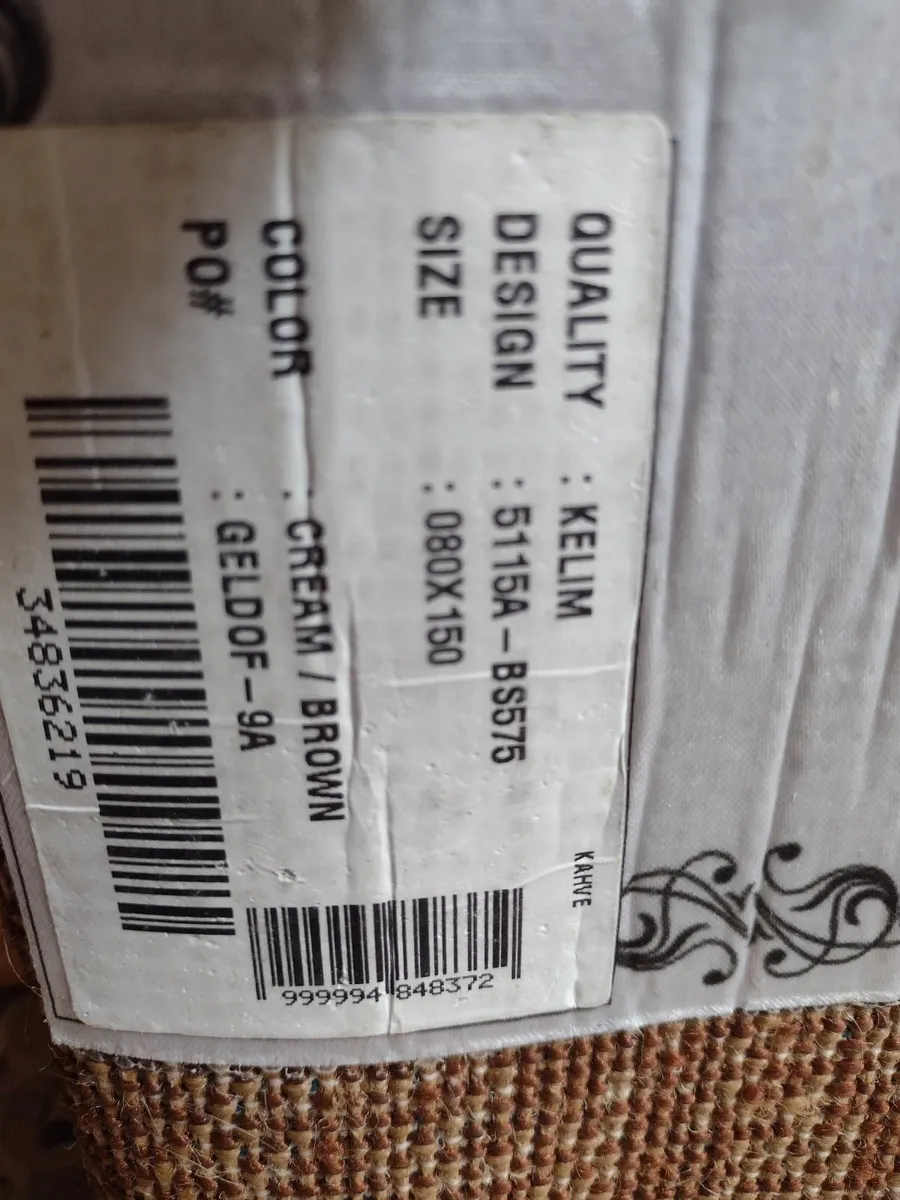 QUALITY : KELIM
DESIGN : 5115A-BS575
SIZE : 080X150
COLOR : CREAM / BROWN
PO# : GELDOF-9A
KAHVE
999994 848372
34836219